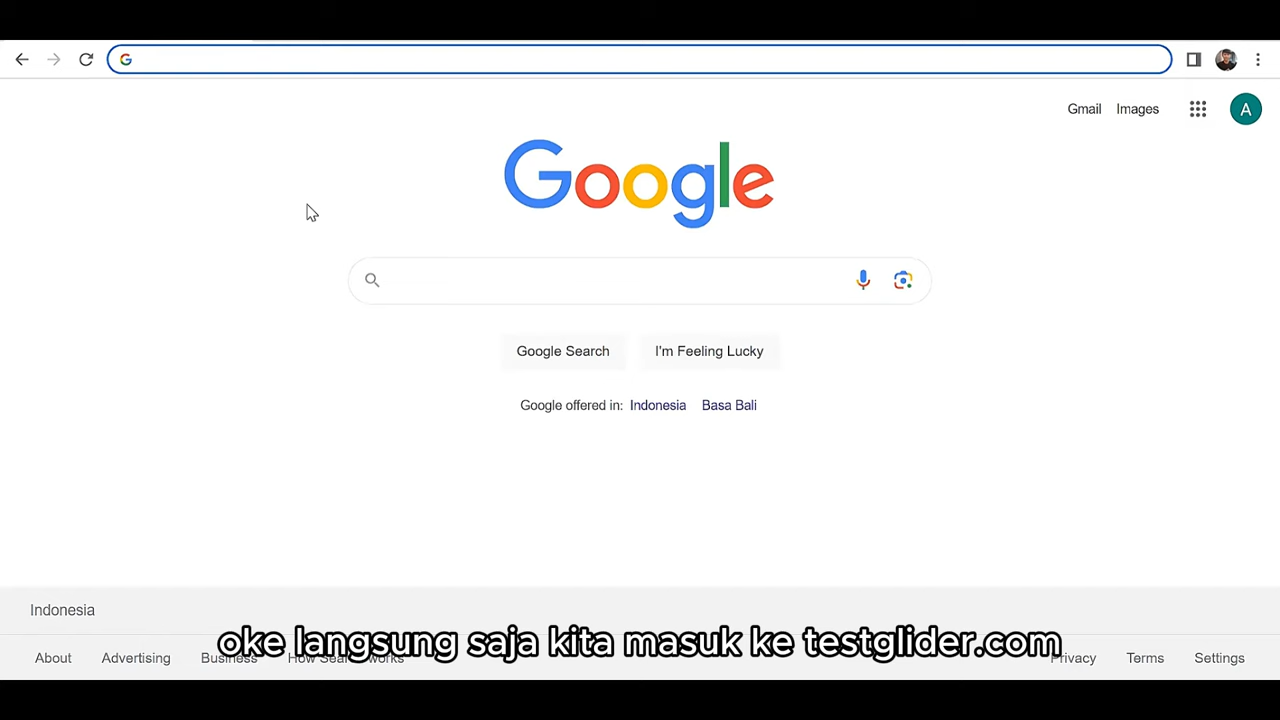 Gmail Images A
Google
Google Search I'm Feeling Lucky
Google offered in: Indonesia Basa Bali
Indonesia
oke langsung saja kita masuk ke testglider.com
About Advertising Business How Search works Privacy Terms Settings